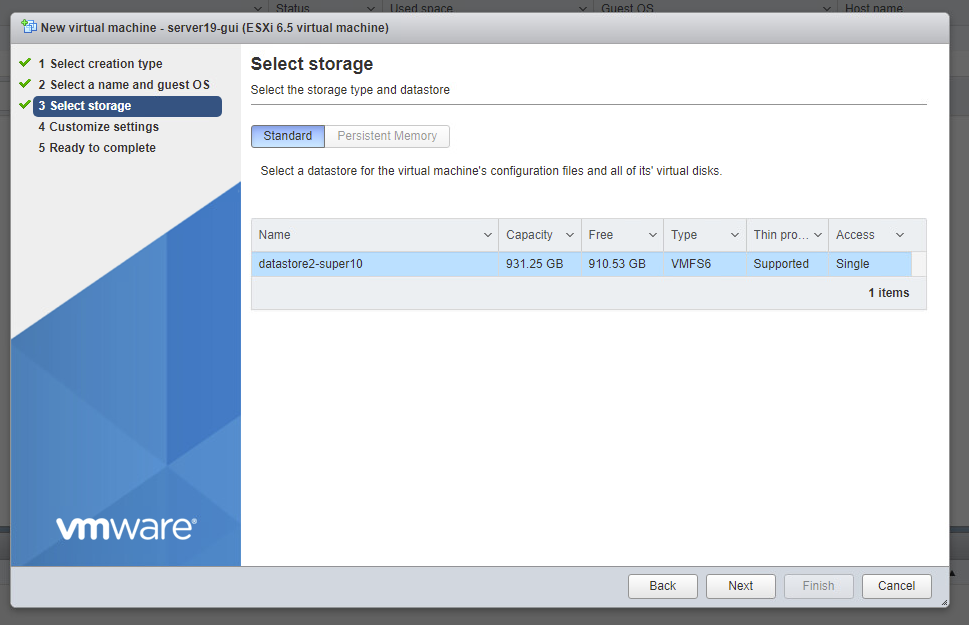 Status Used space Guest OS Host name
New virtual machine - server19-gui (ESXi 6.5 virtual machine)
1 Select creation type
2 Select a name and guest OS
3 Select storage
4 Customize settings
5 Ready to complete
vmware®
Select storage
Select the storage type and datastore
Standard Persistent Memory
Select a datastore for the virtual machine's configuration files and all of its' virtual disks.
Name Capacity Free Type Thin pro... Access
datastore2-super10 931.25 GB 910.53 GB VMFS6 Supported Single
1 items
Back Next Finish Cancel